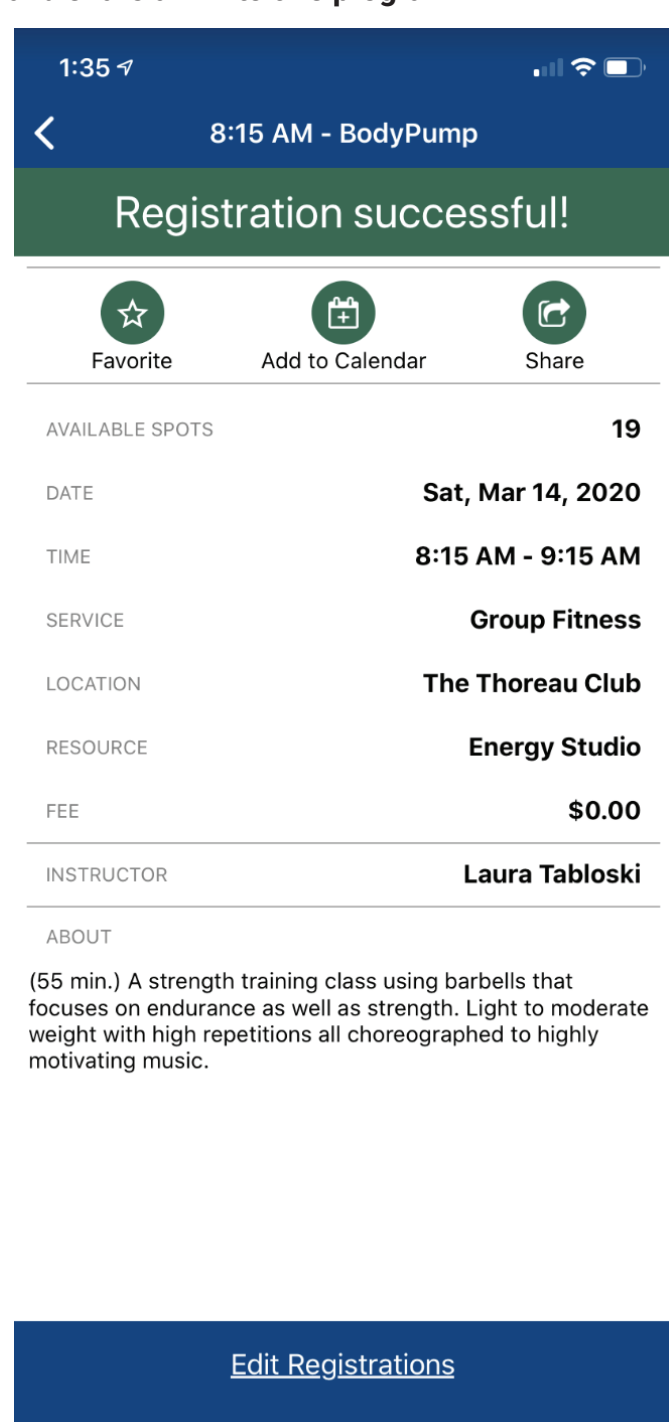 1:35
8:15 AM - BodyPump
Registration successful!
Favorite
Add to Calendar
Share
AVAILABLE SPOTS 19
DATE Sat, Mar 14, 2020
TIME 8:15 AM - 9:15 AM
SERVICE Group Fitness
LOCATION The Thoreau Club
RESOURCE Energy Studio
FEE $0.00
INSTRUCTOR Laura Tabloski
ABOUT
(55 min.) A strength training class using barbells that
focuses on endurance as well as strength. Light to moderate
weight with high repetitions all choreographed to highly
motivating music.
Edit Registrations